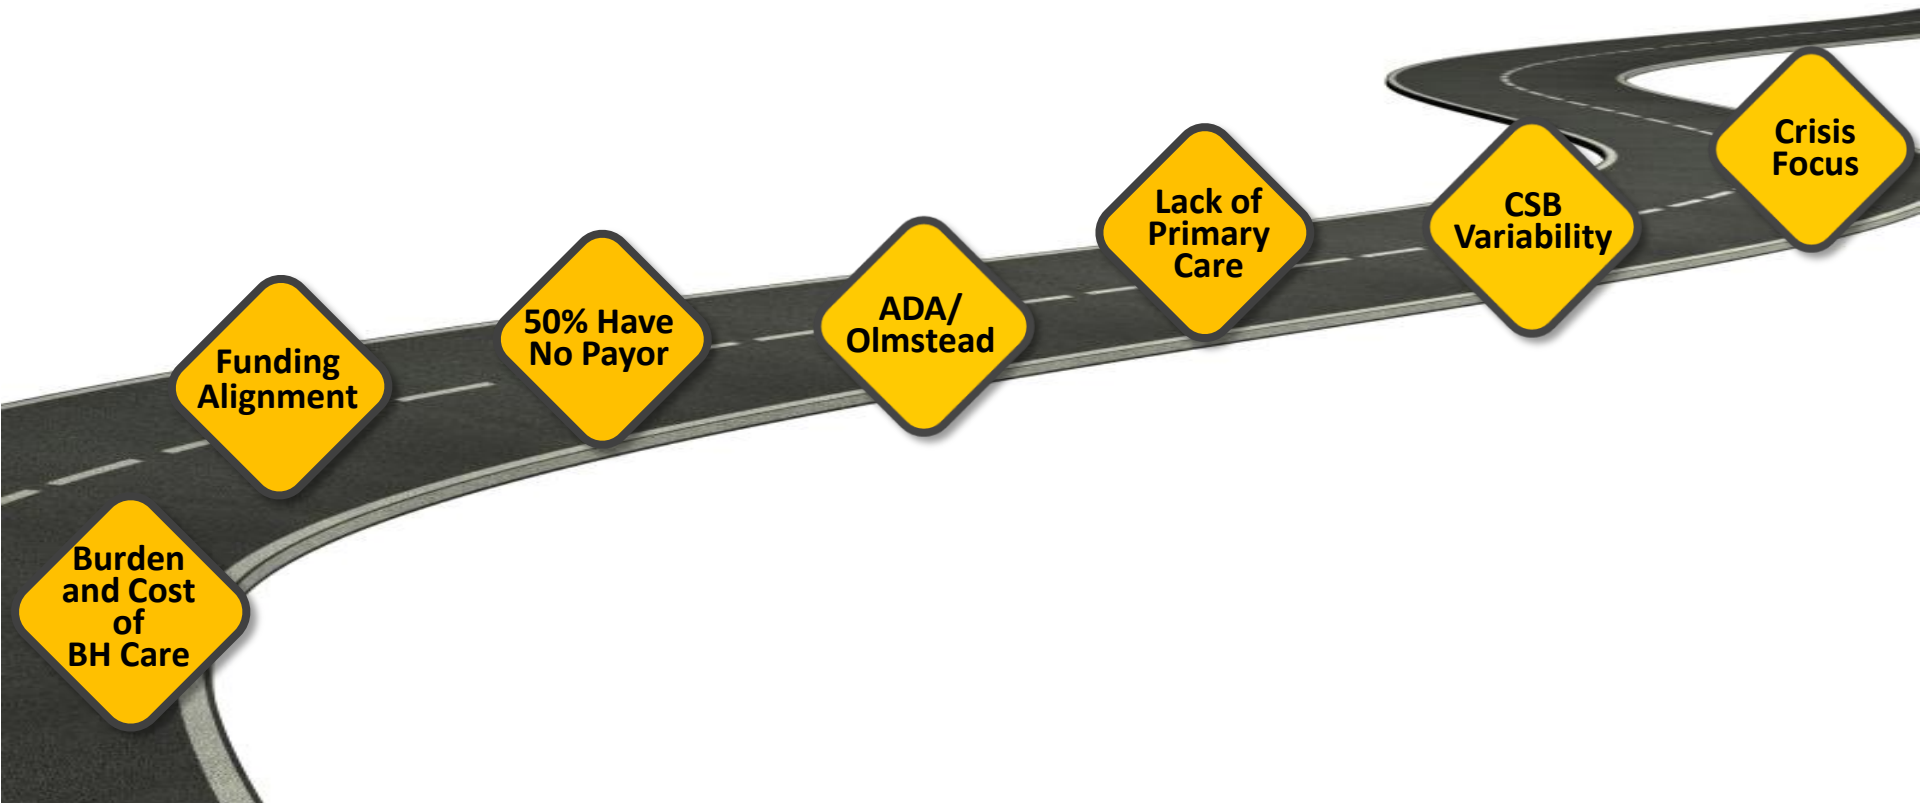 Burden
and Cost
of
BH Care
Funding
Alignment
50% Have
No Payor
ADA/
Olmstead
Lack of
Primary
Care
CSB
Variability
Crisis
Focus